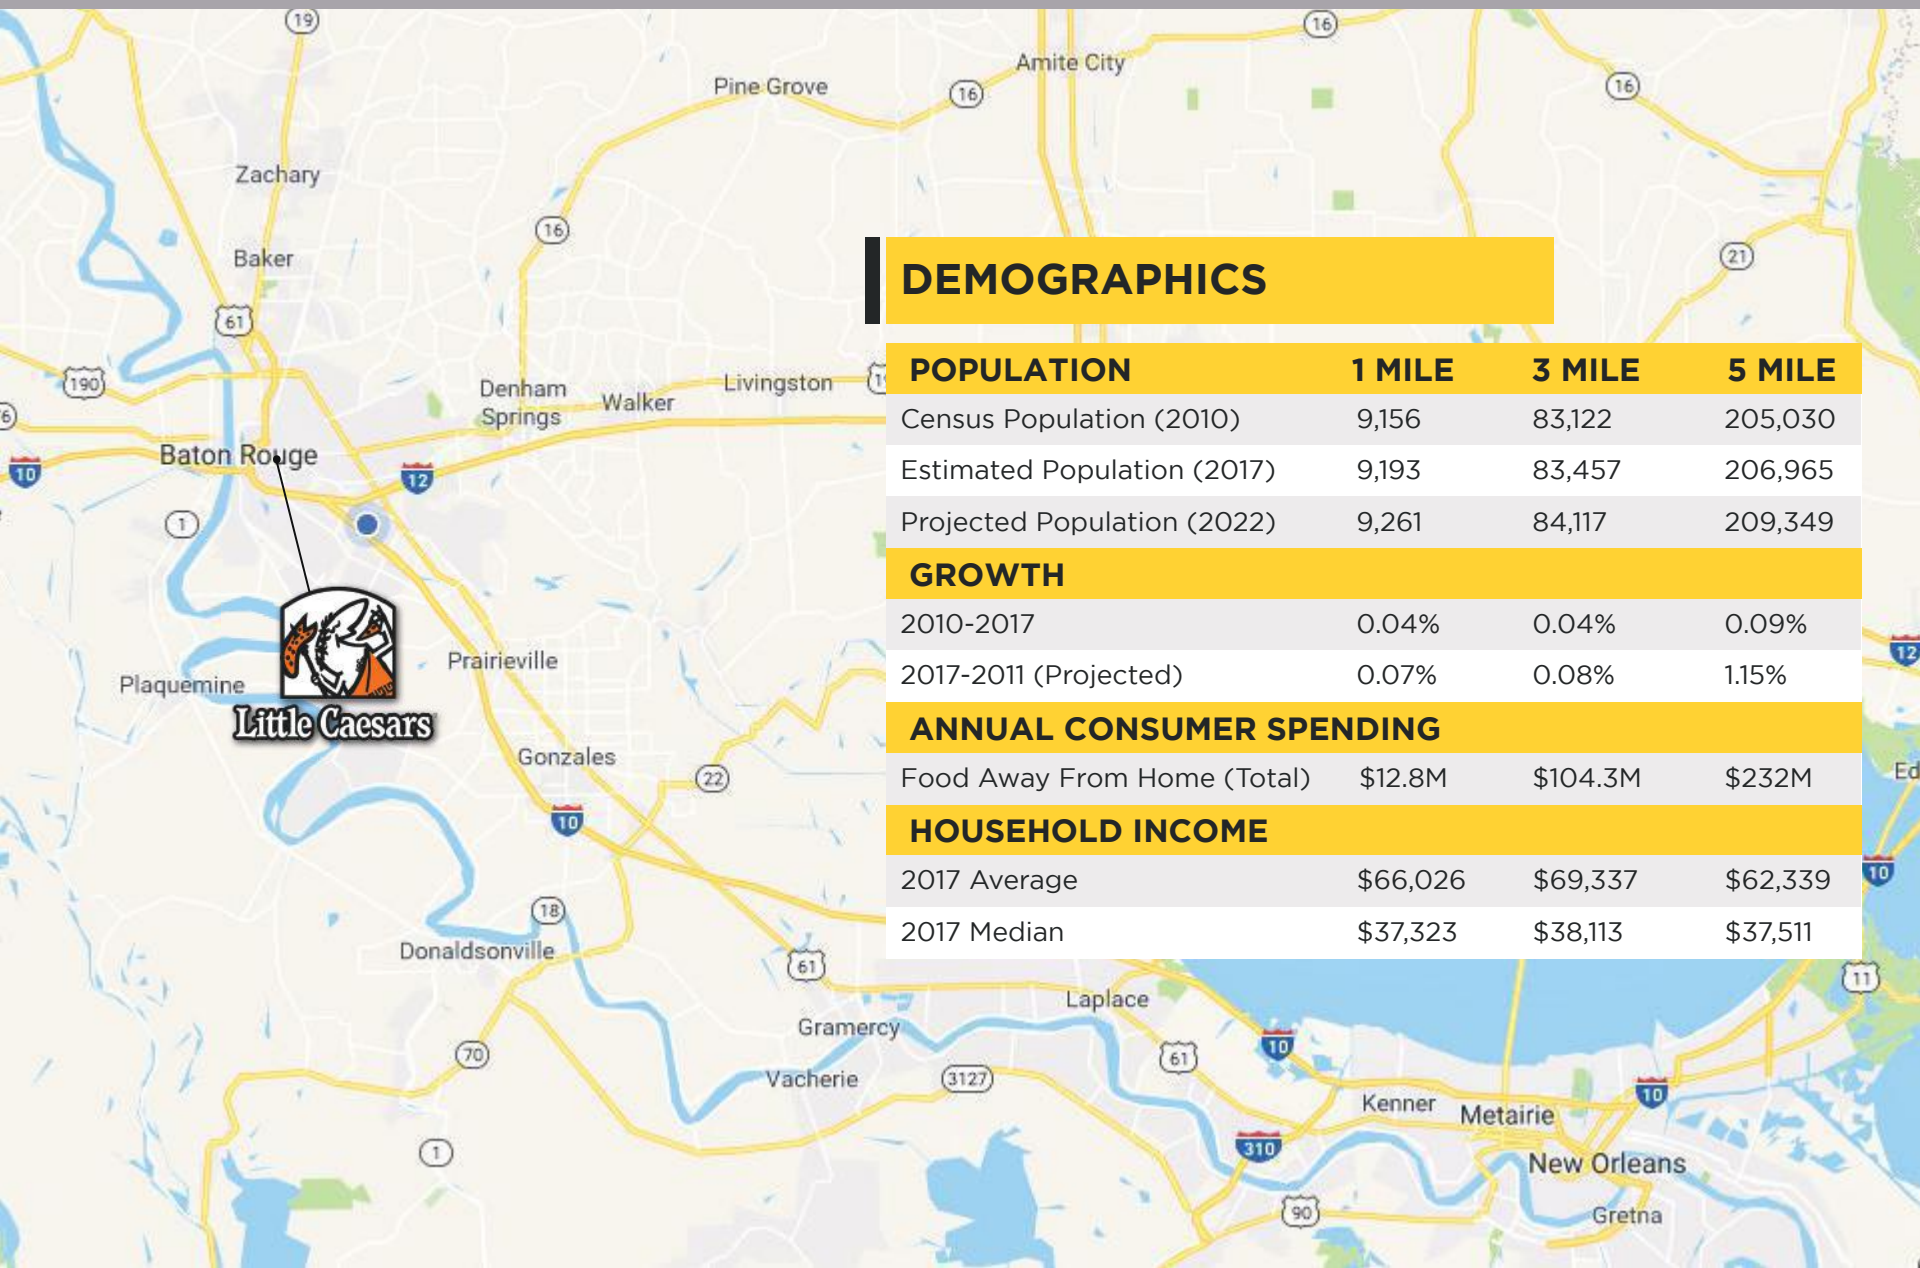 19
16
Amite City
Pine Grove
16
16
Zachary
16
Baker
21
61
DEMOGRAPHICS
190
Denham
Springs
Walker
Livingston
POPULATION 1 MILE 3 MILE 5 MILE
Census Population (2010) 9,156 83,122 205,030
Estimated Population (2017) 9,193 83,457 206,965
Projected Population (2022) 9,261 84,117 209,349
GROWTH
2010-2017 0.04% 0.04% 0.09%
2017-2011 (Projected) 0.07% 0.08% 1.15%
ANNUAL CONSUMER SPENDING
Food Away From Home (Total) $12.8M $104.3M $232M
HOUSEHOLD INCOME
2017 Average $66,026 $69,337 $62,339
2017 Median $37,323 $38,113 $37,511
Baton Rouge
10
12
1
12
Prairieville
Plaquemine
Little Caesars
Gonzales
22
10
Ed
10
18
Donaldsonville
61
11
Laplace
Gramercy
70
61
10
Vacherie
3127
10
Kenner
Metairie
1
310
New Orleans
90
Gretna